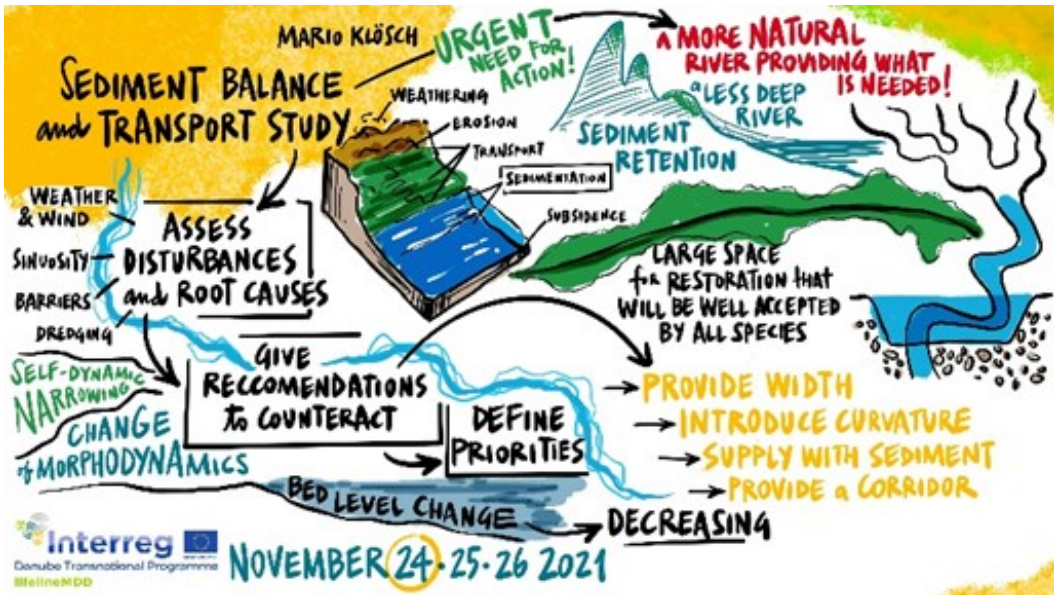 MARIO KLÖSCH
SEDIMENT BALANCE
and TRANSPORT STUDY
URGENT
NEED FOR
ACTION!
A MORE NATURAL
RIVER PROVIDING WHAT
IS NEEDED!
a LESS DEEP
RIVER
SEDIMENT
RETENTION
WEATHERING
EROSION
TRANSPORT
SEDIMENTATION
SUBSIDENCE
WEATHER
& WIND
SINUOSITY
BARRIERS
DREDGING
ASSESS
DISTURBANCES
and ROOT CAUSES
LARGE SPACE
for RESTORATION that
WILL BE WELL ACCEPTED
BY ALL SPECIES
SELF-DYNAMIC
NARROWING
CHANGE
of MORPHODYNAMICS
GIVE
RECCOMENDATIONS
to COUNTERACT
DEFINE
PRIORITIES
PROVIDE WIDTH
INTRODUCE CURVATURE
SUPPLY WITH SEDIMENT
PROVIDE a CORRIDOR
BED LEVEL CHANGE
DECREASING
Interreg
Danube Transnational Programme
lifelineMDD
NOVEMBER 24·25·26 2021